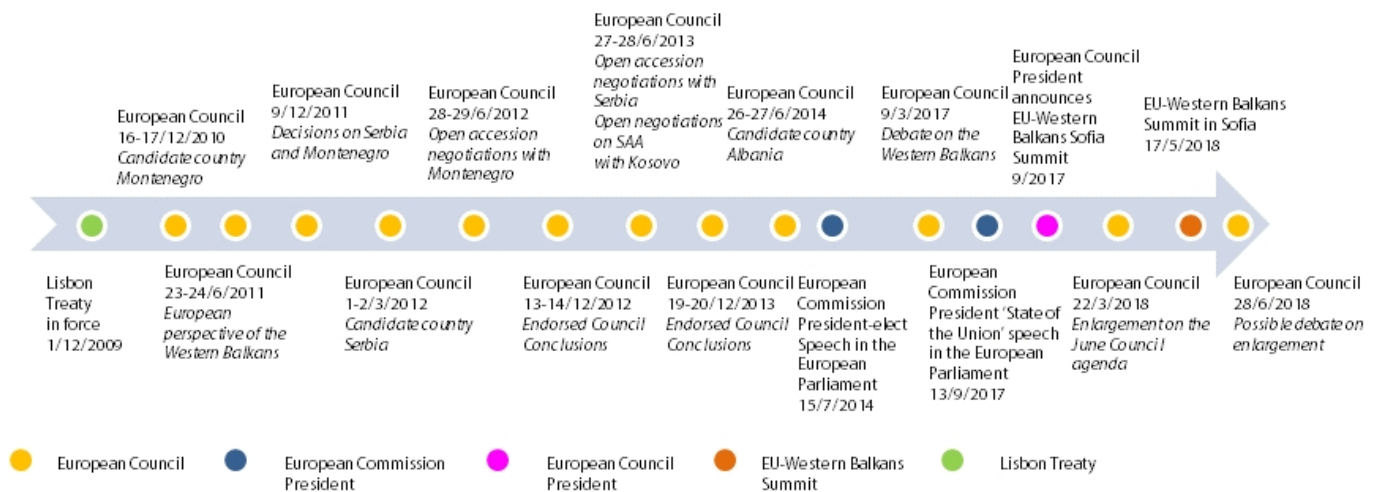 European Council
16-17/12/2010
Candidate country
Montenegro
European Council
9/12/2011
Decisions on Serbia
and Montenegro
European Council
28-29/6/2012
Open accession
negotiations with
Montenegro
European Council
27-28/6/2013
Open accession
negotiations with
Serbia
Open negotiations
on SAA
with Kosovo
European Council
26-27/6/2014
Candidate country
Albania
European Council
9/3/2017
Debate on the
Western Balkans
European Council
President
announces
EU-Western
Balkans Sofia
Summit
9/2017
EU-Western Balkans
Summit in Sofia
17/5/2018
Lisbon
Treaty
in force
1/12/2009
European Council
23-24/6/2011
European
perspective of the
Western Balkans
European Council
1-2/3/2012
Candidate country
Serbia
European Council
13-14/12/2012
Endorsed Council
Conclusions
European Council
19-20/12/2013
Endorsed Council
Conclusions
European
Commission
President-elect
Speech in the
European
Parliament
15/7/2014
European
Commission
President ‘State of
the Union’ speech
in the European
Parliament
13/9/2017
European Council
22/3/2018
Enlargement on the
June Council
agenda
European Council
28/6/2018
Possible debate on
enlargement
European Council
European Commission
President
European Council
President
EU-Western Balkans
Summit
Lisbon Treaty